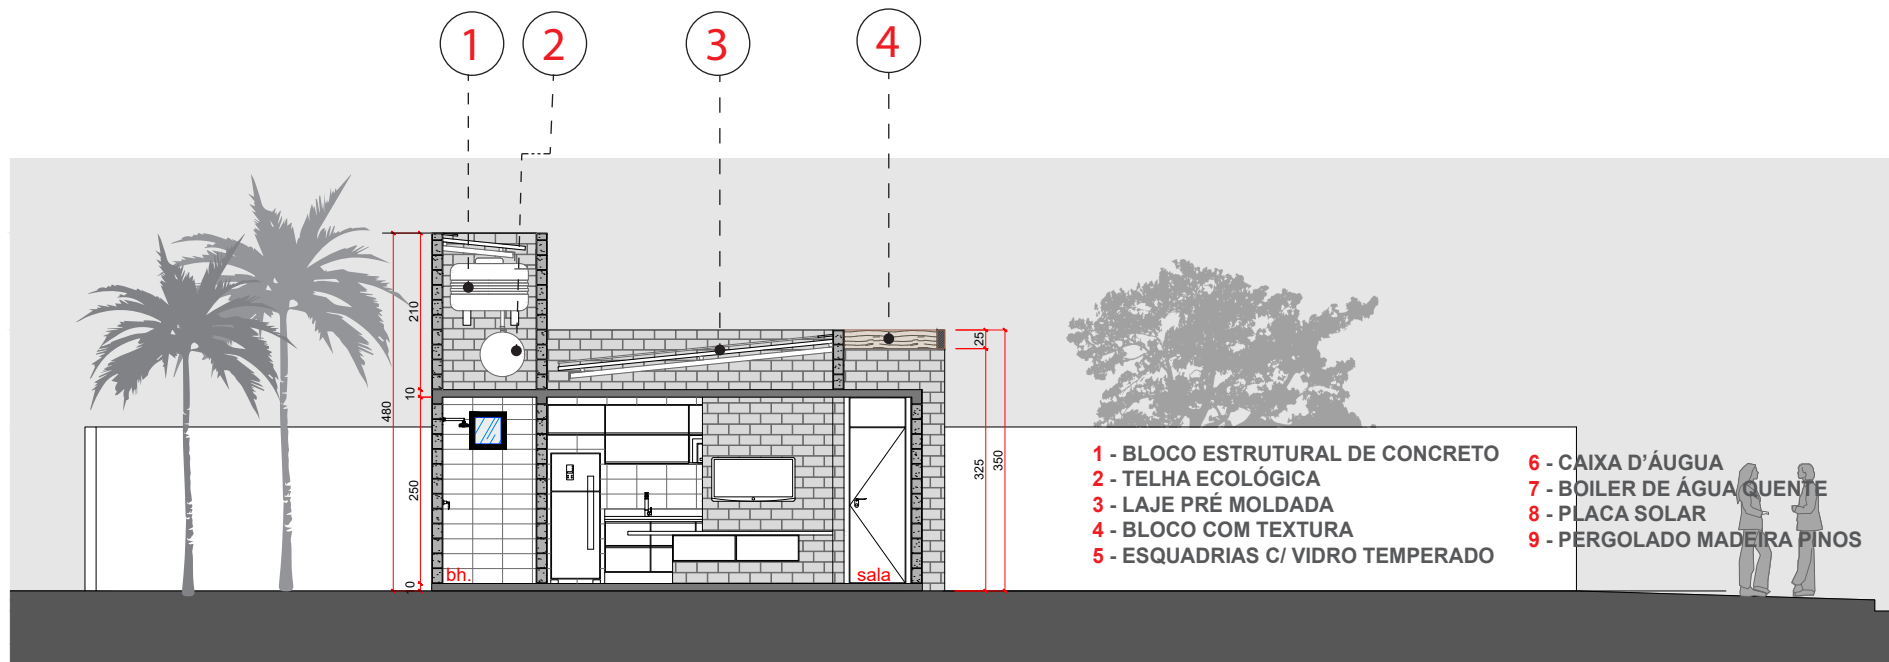 1
2
3
4
480
210
10
250
10
25
325
350
bh.
sala
1 - BLOCO ESTRUTURAL DE CONCRETO
2 - TELHA ECOLÓGICA
3 - LAJE PRÉ MOLDADA
4 - BLOCO COM TEXTURA
5 - ESQUADRIAS C/ VIDRO TEMPERADO
6 - CAIXA D'ÁUGUA
7 - BOILER DE ÁGUA QUENTE
8 - PLACA SOLAR
9 - PERGOLADO MADEIRA PINOS